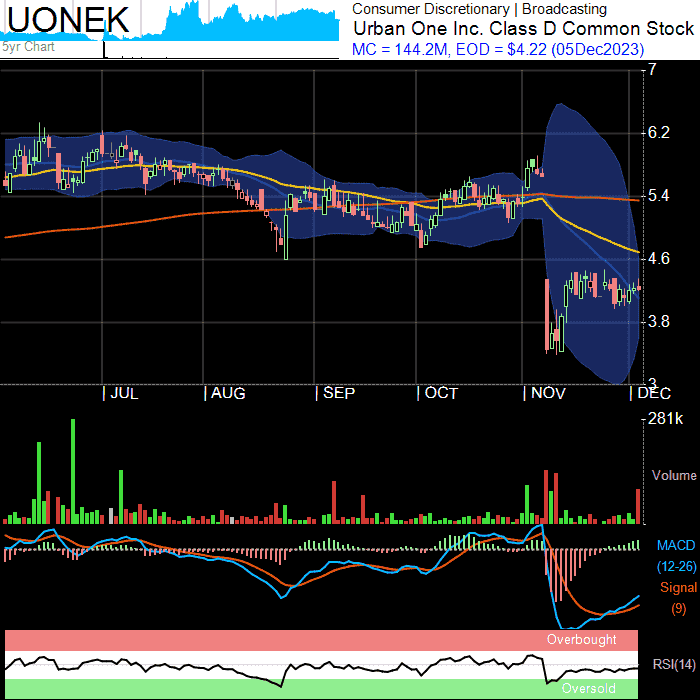 UONEK
5yr Chart
Consumer Discretionary | Broadcasting
Urban One Inc. Class D Common Stock
MC = 144.2M, EOD = $4.22 (05Dec2023)
7
6.2
5.4
4.6
3.8
3
JUL AUG SEP OCT NOV DEC
281k
Volume
MACD
(12-26)
Signal
(9)
Overbought
RSI(14)
Oversold